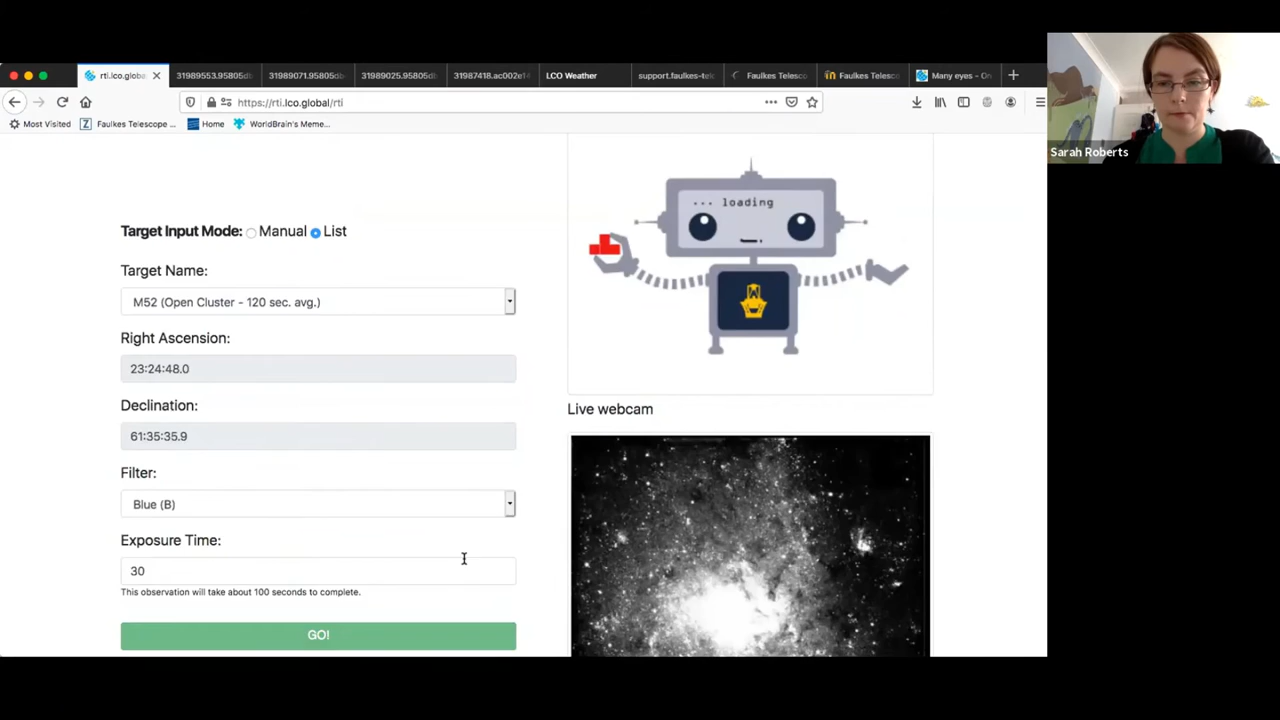 rti.lco.global
31989553.95805db
31989071.95805db
31989025.95805db
31987418.ac002e14
LCO Weather
support.faulkes-tele
Faulkes Telesco
Faulkes Telesco
Many eyes - On
https://rti.lco.global/rti
Most Visited
Faulkes Telescope ...
Home
WorldBrain's Meme...
Sarah Roberts
... loading
Target Input Mode: Manual List
Target Name:
M52 (Open Cluster - 120 sec. avg.)
Right Ascension:
23:24:48.0
Declination:
61:35:35.9
Filter:
Blue (B)
Exposure Time:
30
This observation will take about 100 seconds to complete.
GO!
Live webcam